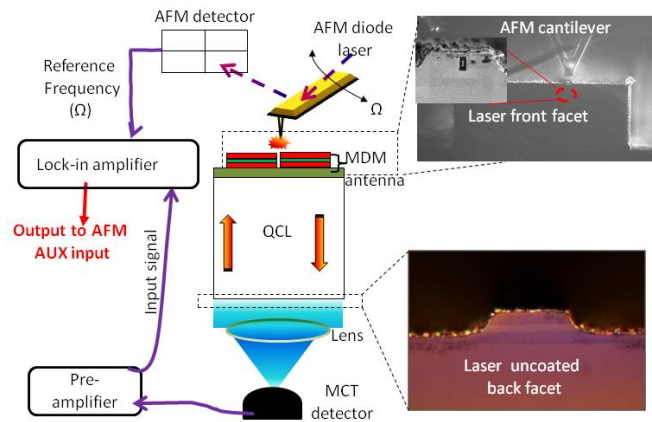 AFM detector
AFM diode
laser
AFM cantilever
Reference
Frequency
(Ω)
Ω
Laser front facet
Lock-in amplifier
MDM
antenna
Output to AFM
AUX input
QCL
Input signal
Lens
Laser uncoated
back facet
Pre-
amplifier
MCT
detector